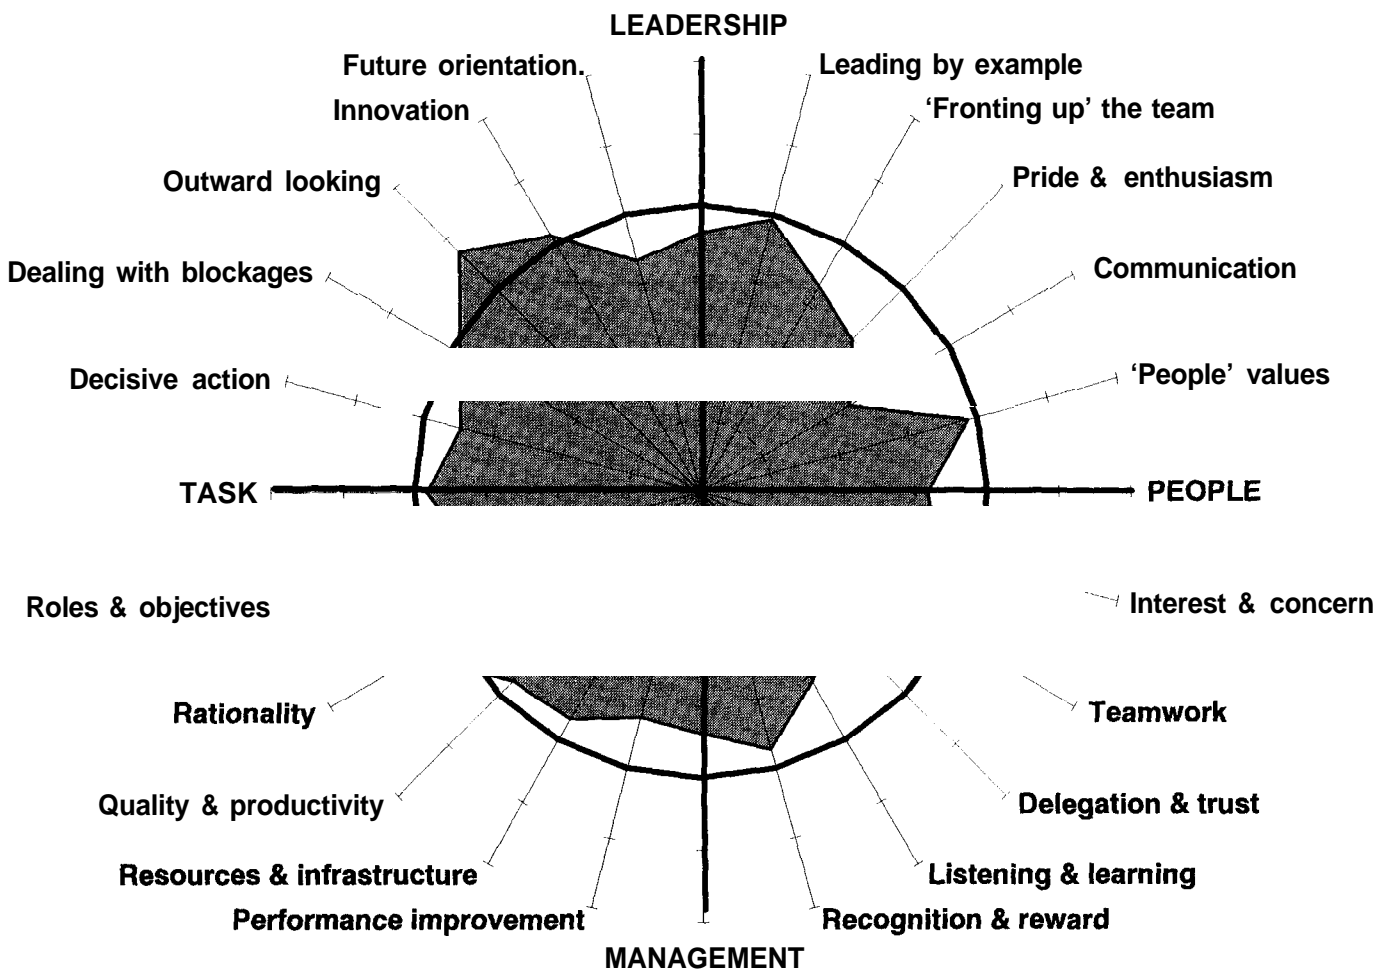 LEADERSHIP
Future orientation.
Leading by example
Innovation
‘Fronting up’ the team
Outward looking
Pride & enthusiasm
Dealing with blockages
Communication
Decisive action
‘People’ values
TASK
PEOPLE
Roles & objectives
Interest & concern
Rationality
Teamwork
Quality & productivity
Delegation & trust
Resources & infrastructure
Listening & learning
Performance improvement
Recognition & reward
MANAGEMENT